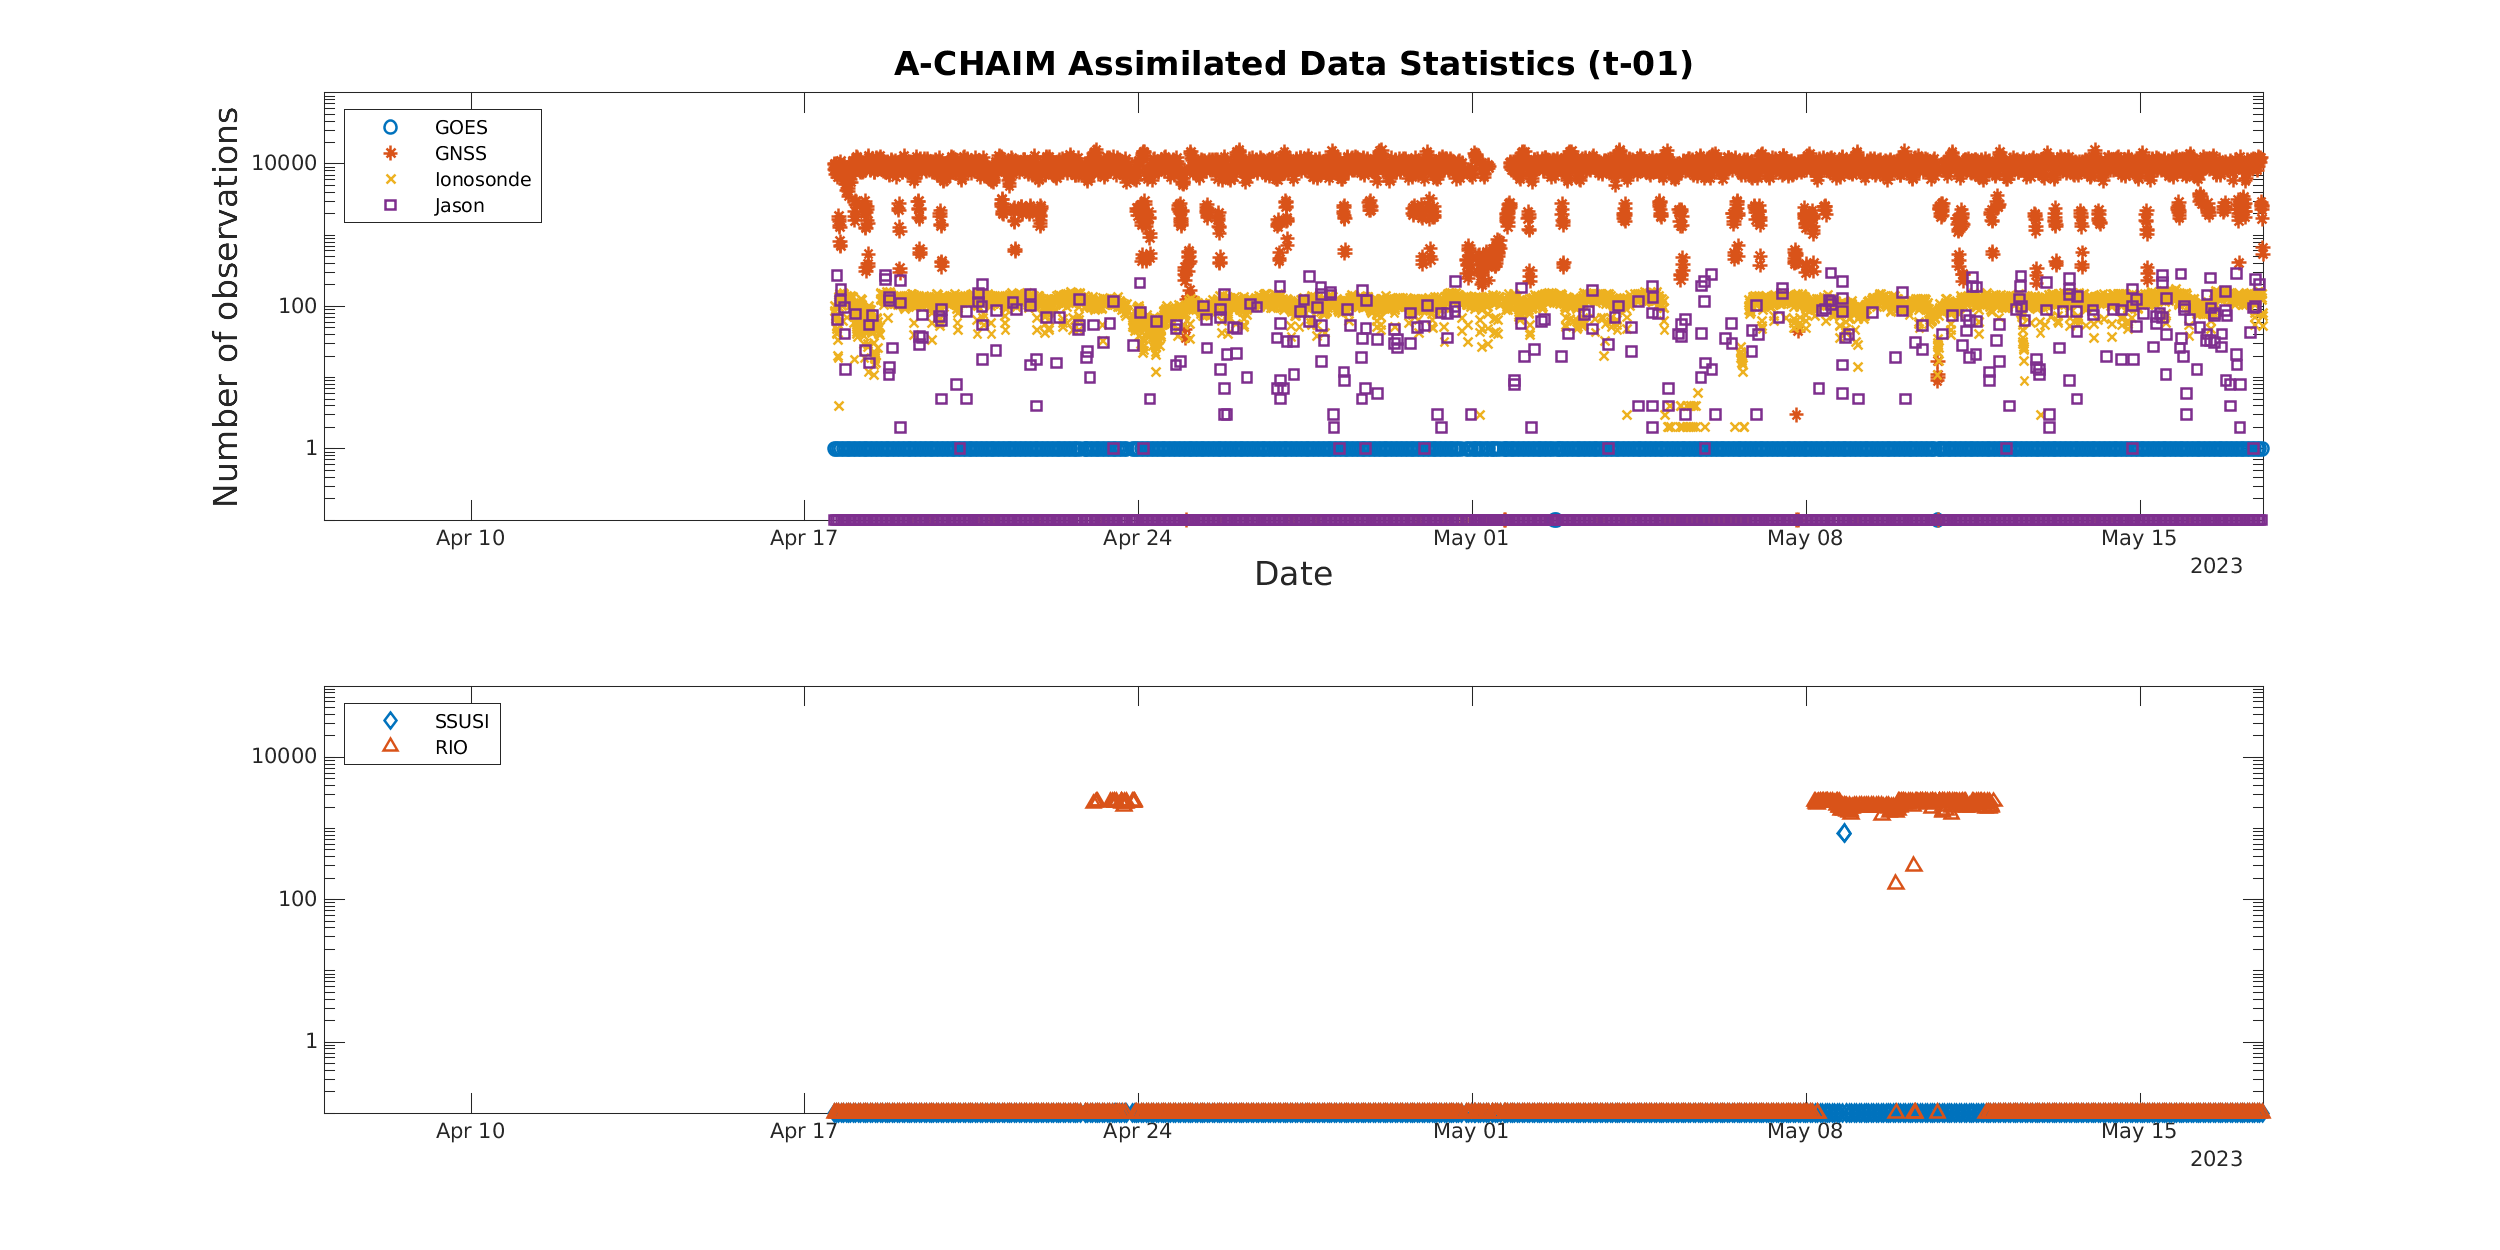 A-CHAIM Assimilated Data Statistics (t-01)
Number of observations
10000
100
1
GOES
GNSS
Ionosonde
Jason
Apr 10
Apr 17
Apr 24
May 01
May 08
May 15
2023
Date
10000
100
1
SSUSI
RIO
Apr 10
Apr 17
Apr 24
May 01
May 08
May 15
2023